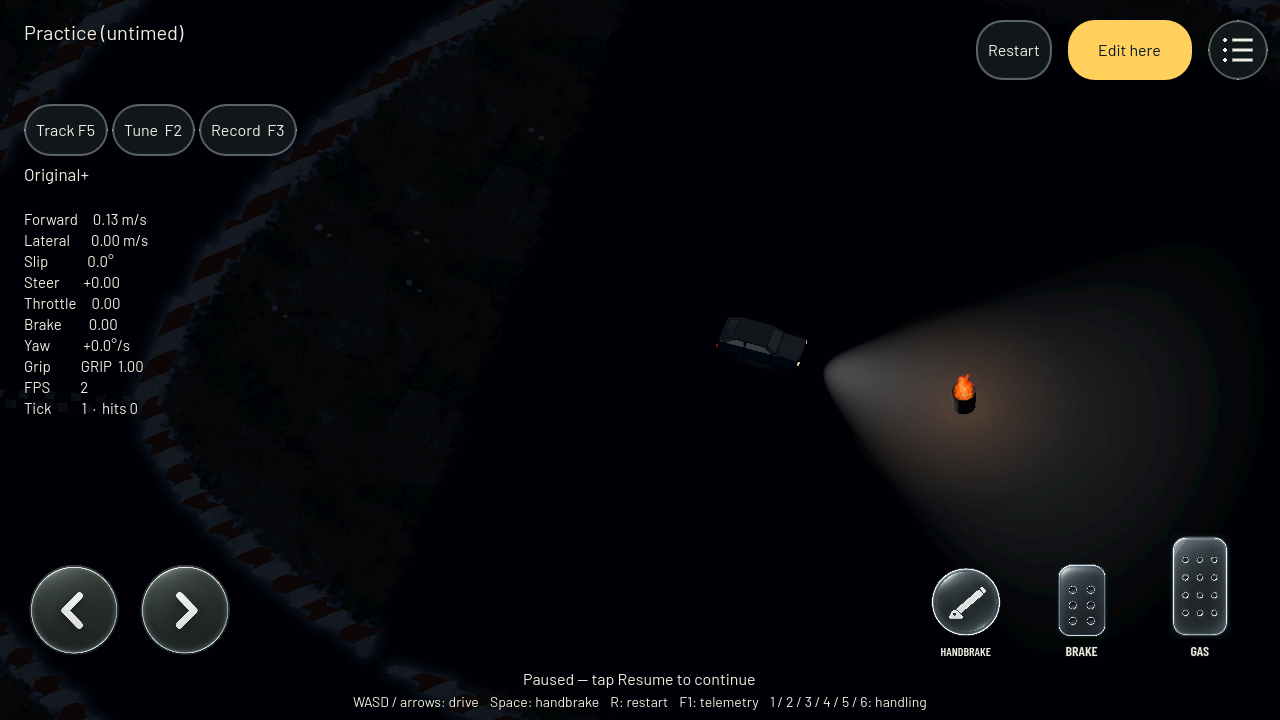 Practice (untimed)
Restart
Edit here
Track F5
Tune F2
Record F3
Original+
Forward 0.13 m/s
Lateral 0.00 m/s
Slip 0.0°
Steer +0.00
Throttle 0.00
Brake 0.00
Yaw +0.0°/s
Grip GRIP 1.00
FPS 2
Tick 1 · hits 0
HANDBRAKE
BRAKE
GAS
Paused — tap Resume to continue
WASD / arrows: drive Space: handbrake R: restart F1: telemetry 1 / 2 / 3 / 4 / 5 / 6: handling